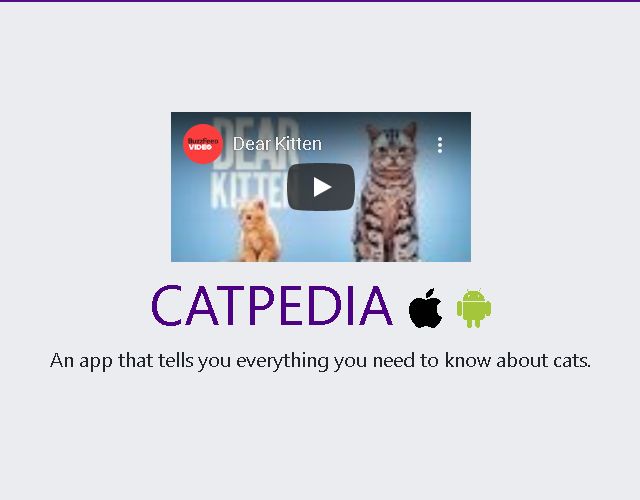 BuzzFeed
VIDEO
Dear Kitten
DEAR
KITTEN
CATPEDIA
An app that tells you everything you need to know about cats.